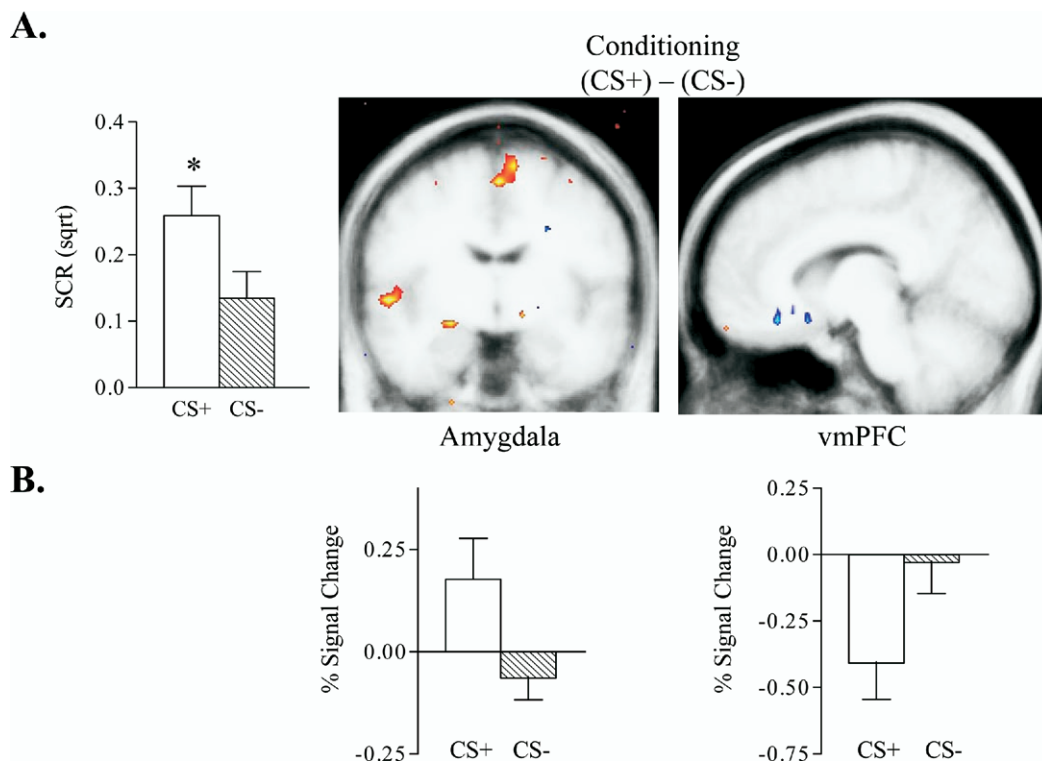 A.
Conditioning
(CS+) – (CS-)
SCR (sqrt)
0.4
0.3
0.2
0.1
0.0
*
CS+ CS-
Amygdala
vmPFC
B.
% Signal Change
0.25
0.00
-0.25
CS+ CS-
% Signal Change
0.25
0.00
-0.25
-0.50
-0.75
CS+ CS-